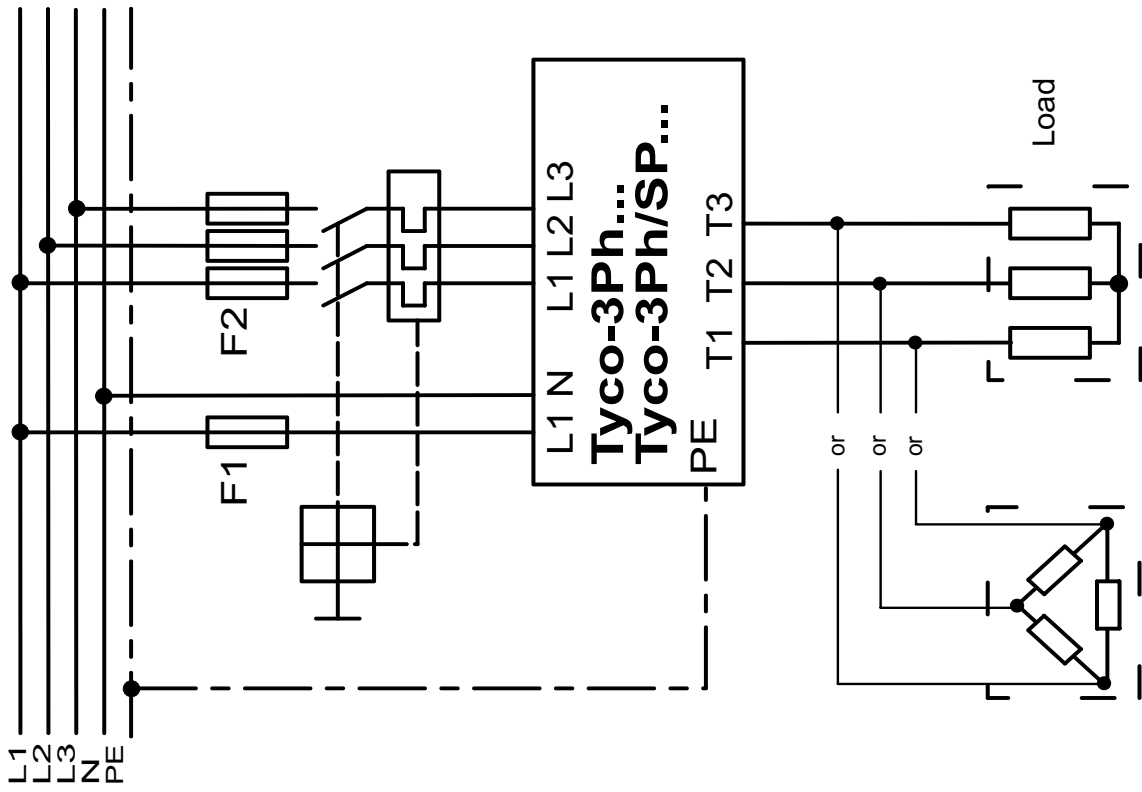 L1
L2
L3
N
PE
F1
F2
L1 N L1 L2 L3
Tyco-3Ph...
Tyco-3Ph/SP...
PE
T1 T2 T3
or
or
or
Load